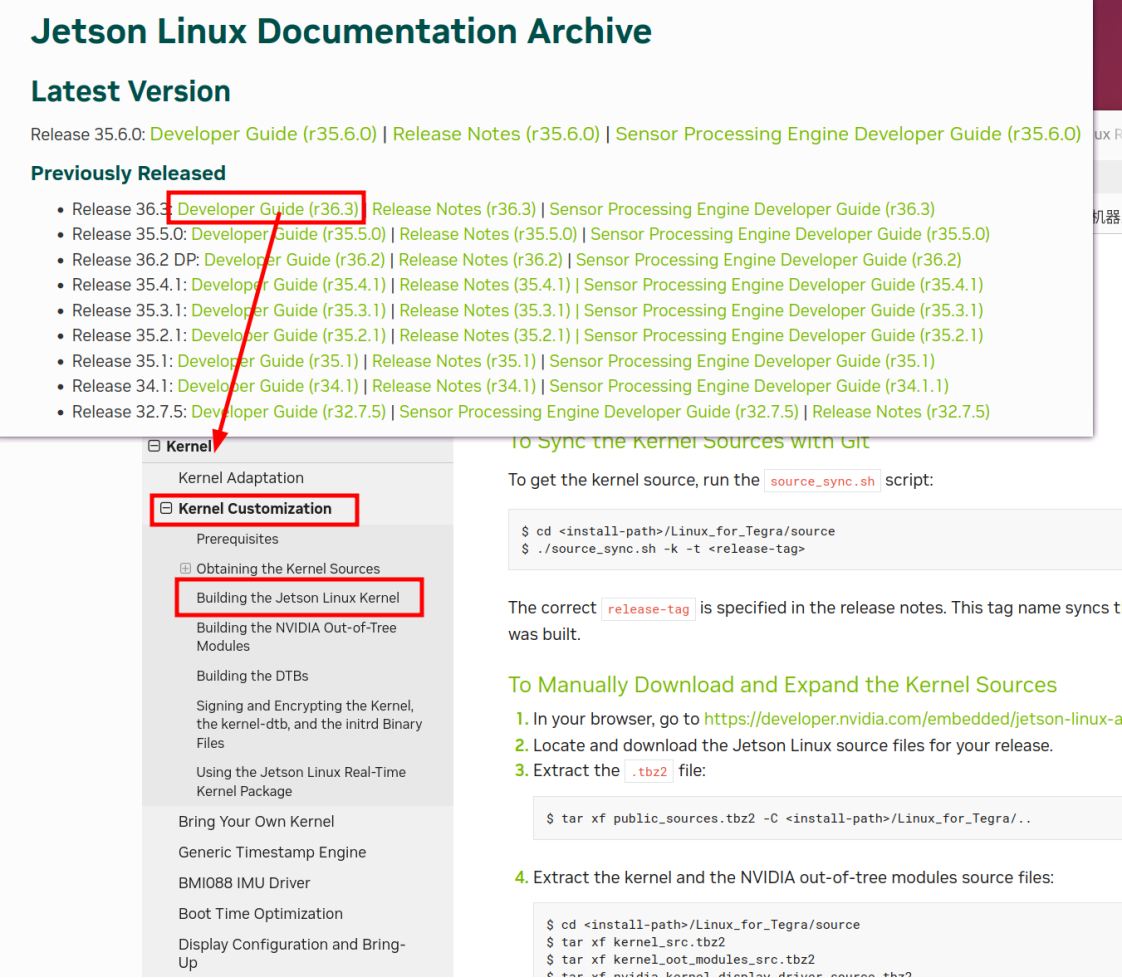 Jetson Linux Documentation Archive
Latest Version
Release 35.6.0: Developer Guide (r35.6.0) | Release Notes (r35.6.0) | Sensor Processing Engine Developer Guide (r35.6.0)
ux R
Previously Released
Release 36.3: Developer Guide (r36.3) | Release Notes (r36.3) | Sensor Processing Engine Developer Guide (r36.3)
机器
Release 35.5.0: Developer Guide (r35.5.0) | Release Notes (r35.5.0) | Sensor Processing Engine Developer Guide (r35.5.0)
Release 36.2 DP: Developer Guide (r36.2) | Release Notes (r36.2) | Sensor Processing Engine Developer Guide (r36.2)
Release 35.4.1: Developer Guide (r35.4.1) | Release Notes (35.4.1) | Sensor Processing Engine Developer Guide (r35.4.1)
Release 35.3.1: Developer Guide (r35.3.1) | Release Notes (35.3.1) | Sensor Processing Engine Developer Guide (r35.3.1)
Release 35.2.1: Developer Guide (r35.2.1) | Release Notes (35.2.1) | Sensor Processing Engine Developer Guide (r35.2.1)
Release 35.1: Developer Guide (r35.1) | Release Notes (r35.1) | Sensor Processing Engine Developer Guide (r35.1)
Release 34.1: Developer Guide (r34.1) | Release Notes (r34.1) | Sensor Processing Engine Developer Guide (r34.1.1)
Release 32.7.5: Developer Guide (r32.7.5) | Sensor Processing Engine Developer Guide (r32.7.5) | Release Notes (r32.7.5)
Kernel
Kernel Adaptation
Kernel Customization
Prerequisites
Obtaining the Kernel Sources
Building the Jetson Linux Kernel
Building the NVIDIA Out-of-Tree
Modules
Building the DTBs
Signing and Encrypting the Kernel,
the kernel-dtb, and the initrd Binary
Files
Using the Jetson Linux Real-Time
Kernel Package
Bring Your Own Kernel
Generic Timestamp Engine
BMI088 IMU Driver
Boot Time Optimization
Display Configuration and Bring-
Up
To Sync the Kernel Sources with Git
To get the kernel source, run the source_sync.sh script:
$ cd <install-path>/Linux_for_Tegra/source
$ ./source_sync.sh -k -t <release-tag>
The correct release-tag is specified in the release notes. This tag name syncs t
was built.
To Manually Download and Expand the Kernel Sources
1. In your browser, go to https://developer.nvidia.com/embedded/jetson-linux-a
2. Locate and download the Jetson Linux source files for your release.
3. Extract the .tbz2 file:
$ tar xf public_sources.tbz2 -C <install-path>/Linux_for_Tegra/..
4. Extract the kernel and the NVIDIA out-of-tree modules source files:
$ cd <install-path>/Linux_for_Tegra/source
$ tar xf kernel_src.tbz2
$ tar xf kernel_oot_modules_src.tbz2
$ tar xf nvidia_kernel_display_driver_source.tbz2